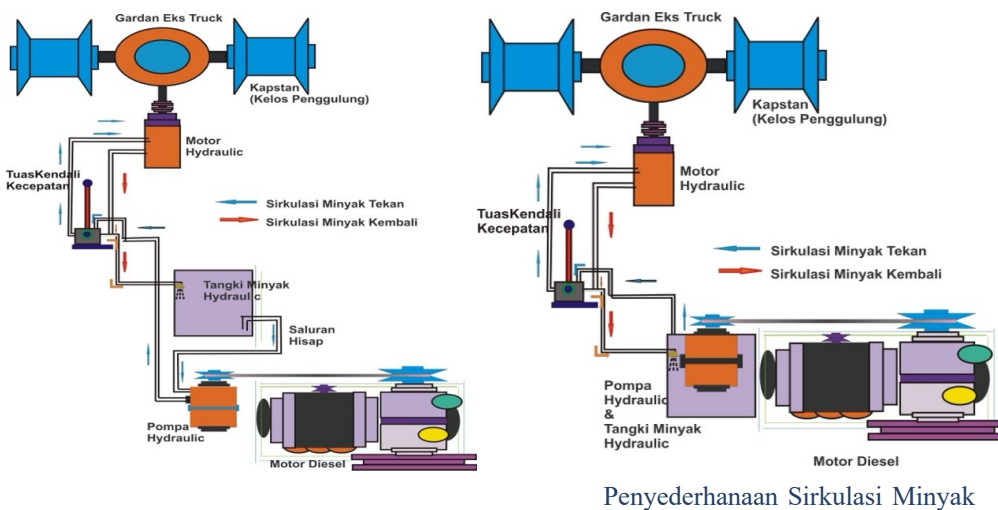 Gardan Eks Truck
Kapstan
(Kelos Penggulung)
Motor
Hydraulic
TuasKendali
Kecepatan
Sirkulasi Minyak Tekan
Sirkulasi Minyak Kembali
Tangki Minyak
Hydraulic
Saluran
Hisap
Pompa
Hydraulic
Motor Diesel
Gardan Eks Truck
Kapstan
(Kelos Penggulung)
Motor
Hydraulic
TuasKendali
Kecepatan
Sirkulasi Minyak Tekan
Sirkulasi Minyak Kembali
Pompa
Hydraulic
&
Tangki Minyak
Hydraulic
Motor Diesel
Penyederhanaan Sirkulasi Minyak